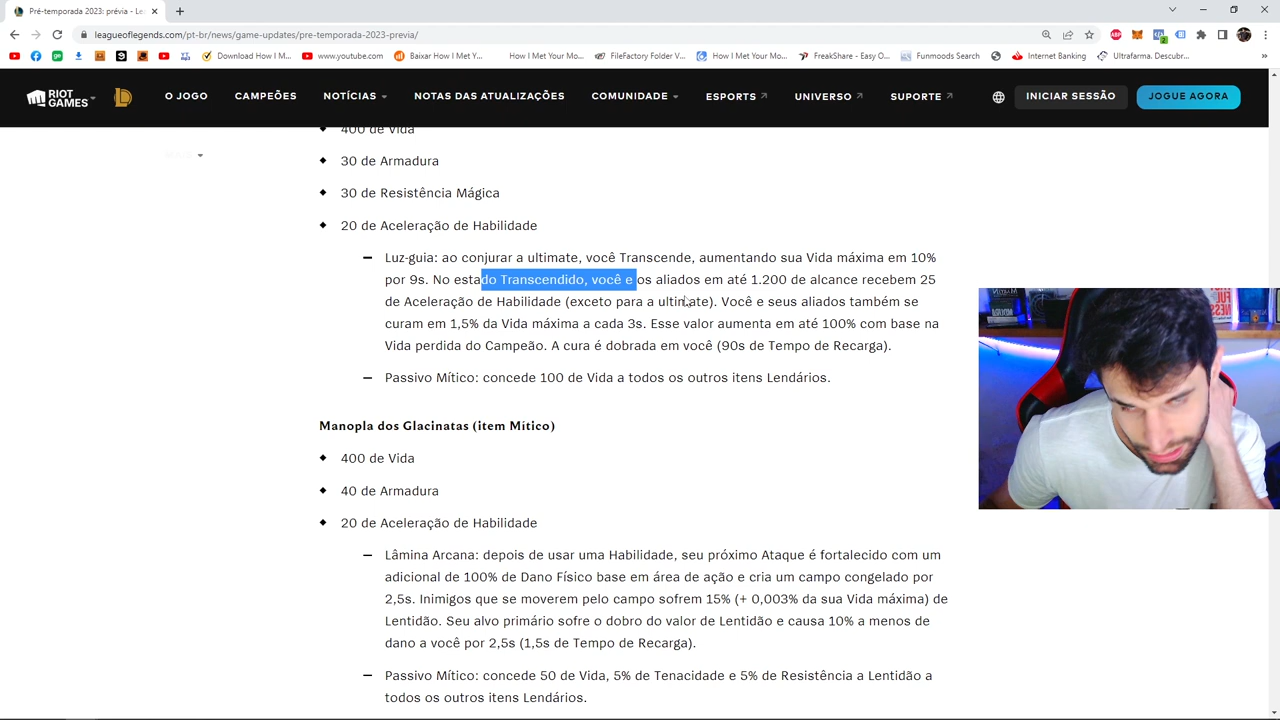 Pré-temporada 2023: prévia - Le
leagueoflegends.com/pt-br/news/game-updates/pre-temporada-2023-previa/
Download How I M...
www.youtube.com
Baixar How I Met Y...
How I Met Your Mo...
FileFactory Folder V...
How I Met Your Mo...
FreakShare - Easy O...
Funmoods Search
Internet Banking
Ultrafarma. Descubr...
RIOT GAMES
O JOGO
CAMPEÕES
NOTÍCIAS
NOTAS DAS ATUALIZAÇÕES
COMUNIDADE
ESPORTS
UNIVERSO
SUPORTE
INICIAR SESSÃO
JOGUE AGORA
400 de Vida
30 de Armadura
30 de Resistência Mágica
20 de Aceleração de Habilidade
Luz-guia: ao conjurar a ultimate, você Transcende, aumentando sua Vida máxima em 10%
por 9s. No estado Transcendido, você e os aliados em até 1.200 de alcance recebem 25
de Aceleração de Habilidade (exceto para a ultimate). Você e seus aliados também se
curam em 1,5% da Vida máxima a cada 3s. Esse valor aumenta em até 100% com base na
Vida perdida do Campeão. A cura é dobrada em você (90s de Tempo de Recarga).
Passivo Mítico: concede 100 de Vida a todos os outros itens Lendários.
Manopla dos Glacinatas (item Mítico)
400 de Vida
40 de Armadura
20 de Aceleração de Habilidade
Lâmina Arcana: depois de usar uma Habilidade, seu próximo Ataque é fortalecido com um
adicional de 100% de Dano Físico base em área de ação e cria um campo congelado por
2,5s. Inimigos que se moverem pelo campo sofrem 15% (+ 0,003% da sua Vida máxima) de
Lentidão. Seu alvo primário sofre o dobro do valor de Lentidão e causa 10% a menos de
dano a você por 2,5s (1,5s de Tempo de Recarga).
Passivo Mítico: concede 50 de Vida, 5% de Tenacidade e 5% de Resistência a Lentidão a
todos os outros itens Lendários.